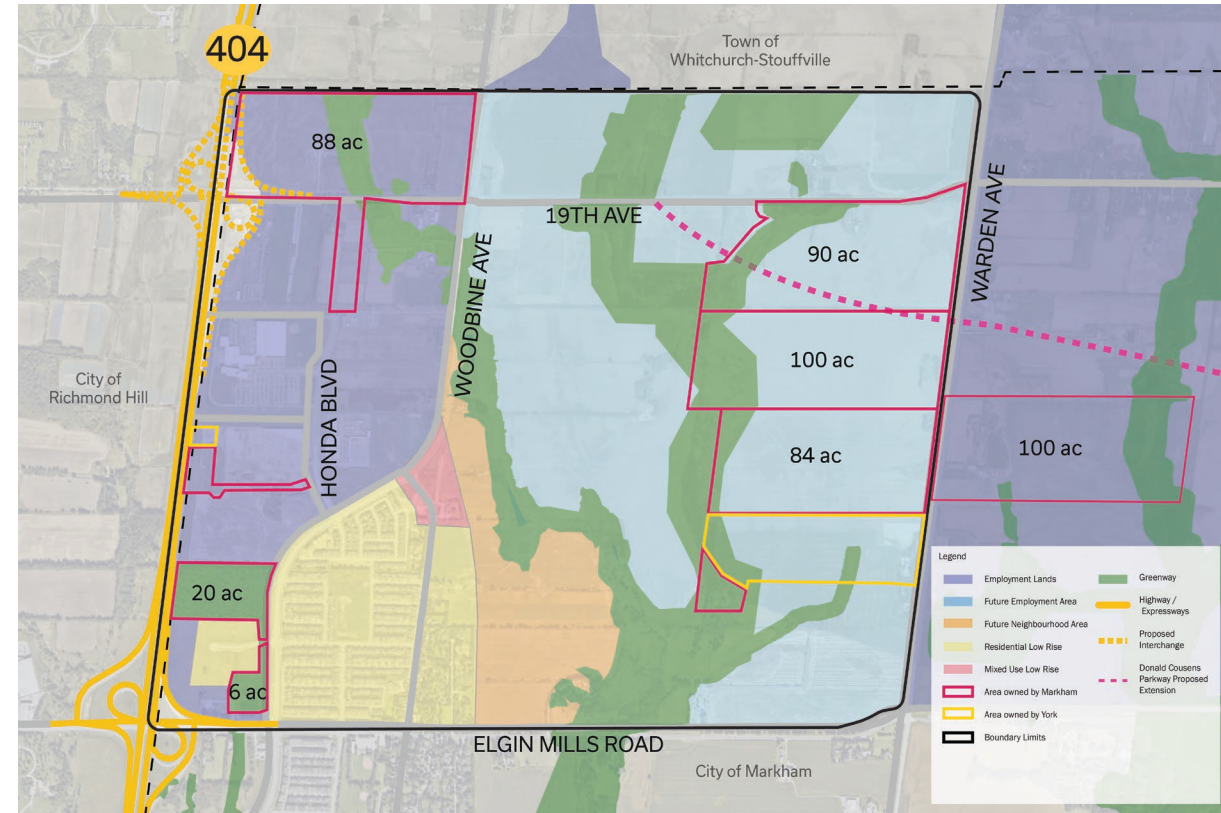 404
Town of
Whitchurch-Stouffville
88 ac
19TH AVE
WARDEN AVE
90 ac
WOODBINE AVE
100 ac
City of
Richmond Hill
HONDA BLVD
84 ac
100 ac
20 ac
6 ac
ELGIN MILLS ROAD
City of Markham
Legend
Employment Lands
Future Employment Area
Future Neighbourhood Area
Residential Low Rise
Mixed Use Low Rise
Area owned by Markham
Area owned by York
Boundary Limits
Greenway
Highway /
Expressways
Proposed
Interchange
Donald Cousens
Parkway Proposed
Extension